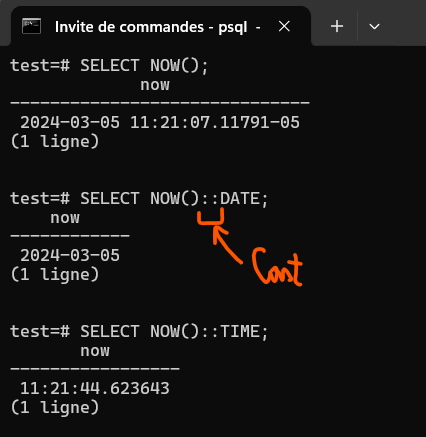 Invite de commandes - psql -
test=# SELECT NOW();
now
------------------------------
2024-03-05 11:21:07.11791-05
(1 ligne)
test=# SELECT NOW()::DATE;
now
------------
2024-03-05
Cast
(1 ligne)
test=# SELECT NOW()::TIME;
now
-----------------
11:21:44.623643
(1 ligne)